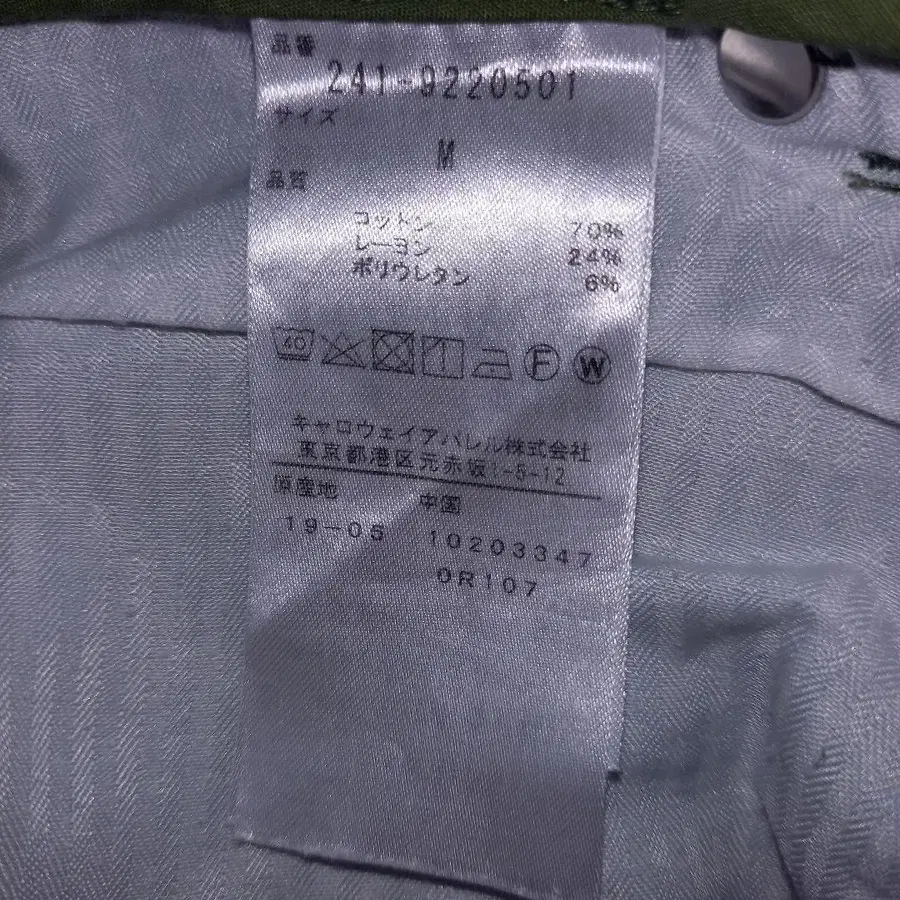 品番
241-9220501
サイズ
M
品質
コットン 70%
レーヨン 24%
ポリウレタン 6%
40 F W
キャロウェイアパレル株式会社
東京都港区元赤坂1-5-12
原産地 中国
19-06 10203347
0R107